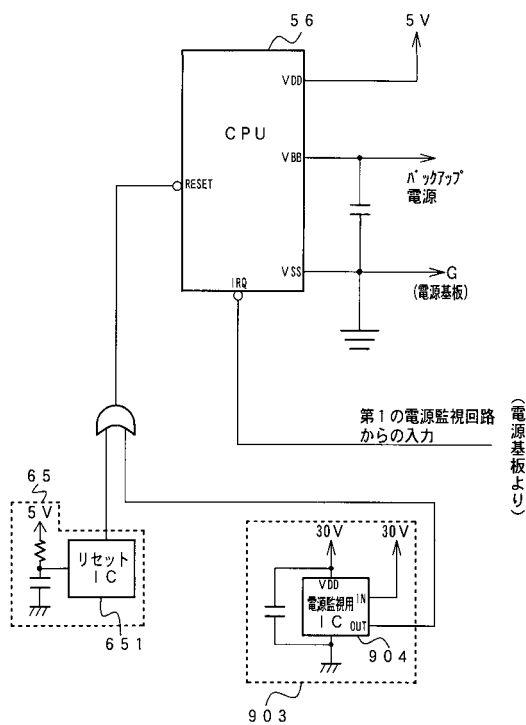 ５６
５V
VDD
CPU
VBB
RESET
バックアップ
電源
VSS
G
(電源基板)
IRQ
第１の電源監視回路
からの入力
(電源基板より)
６５
５V
リセット
IC
６５１
30V
30V
VDD
電源監視用
IC
IN
OUT
９０４
９０３